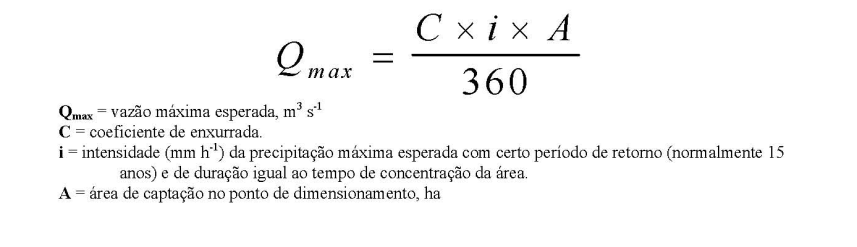 Q max = C × i × A / 360
Qmax = vazão máxima esperada, m³ s⁻¹
C = coeficiente de enxurrada.
i = intensidade (mm h⁻¹) da precipitação máxima esperada com certo período de retorno (normalmente 15
anos) e de duração igual ao tempo de concentração da área.
A = área de captação no ponto de dimensionamento, ha